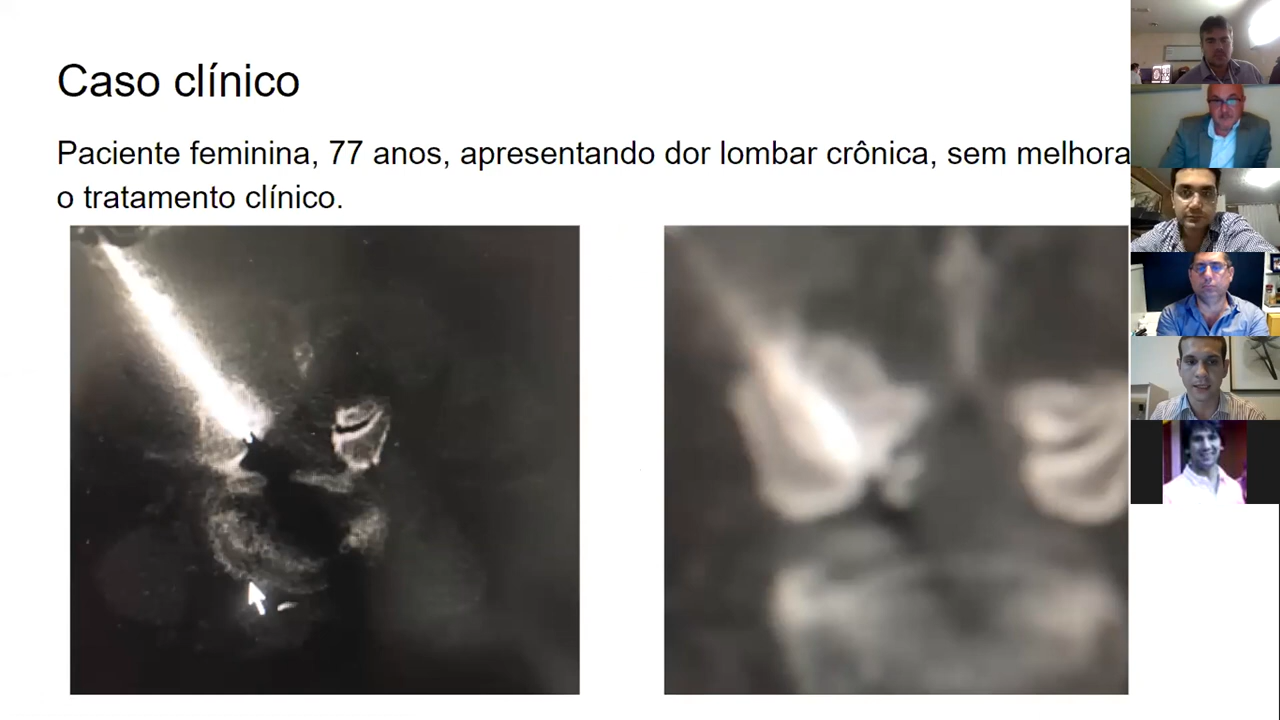 Caso clínico
Paciente feminina, 77 anos, apresentando dor lombar crônica, sem melhora
o tratamento clínico.